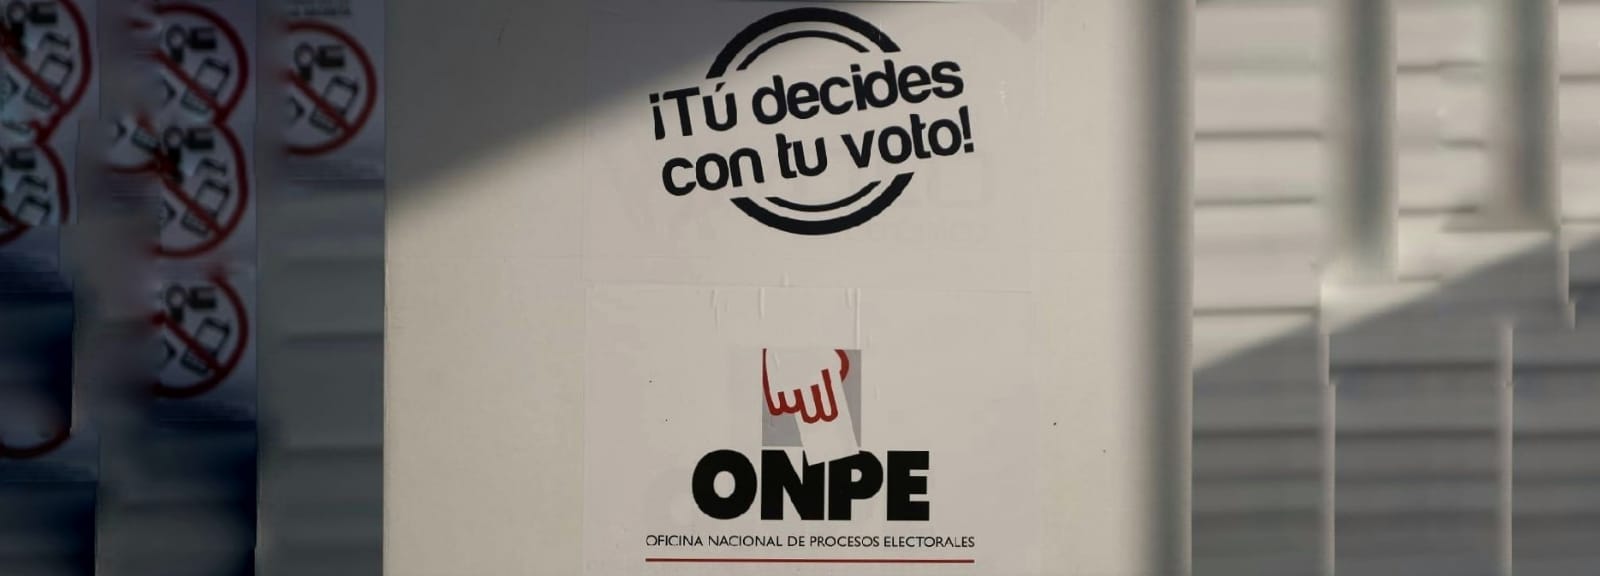 ¡Tú decides
con tu voto!
ONPE
OFICINA NACIONAL DE PROCESOS ELECTORALES